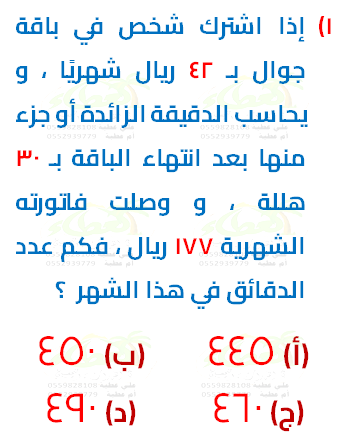 ١) إذا اشترك شخص في باقة
جوال بـ ٤٢ ريال شهريًا ، و
يحاسب الدقيقة الزائدة أو جزء
منها بعد انتهاء الباقة بـ ٣٠
هللة ، و وصلت فاتورته
الشهرية ١٧٧ ريال ، فكم عدد
الدقائق في هذا الشهر ؟
(أ) ٤٤٥ (ب) ٤٥٠
(ج) ٤٦٠ (د) ٤٩٠